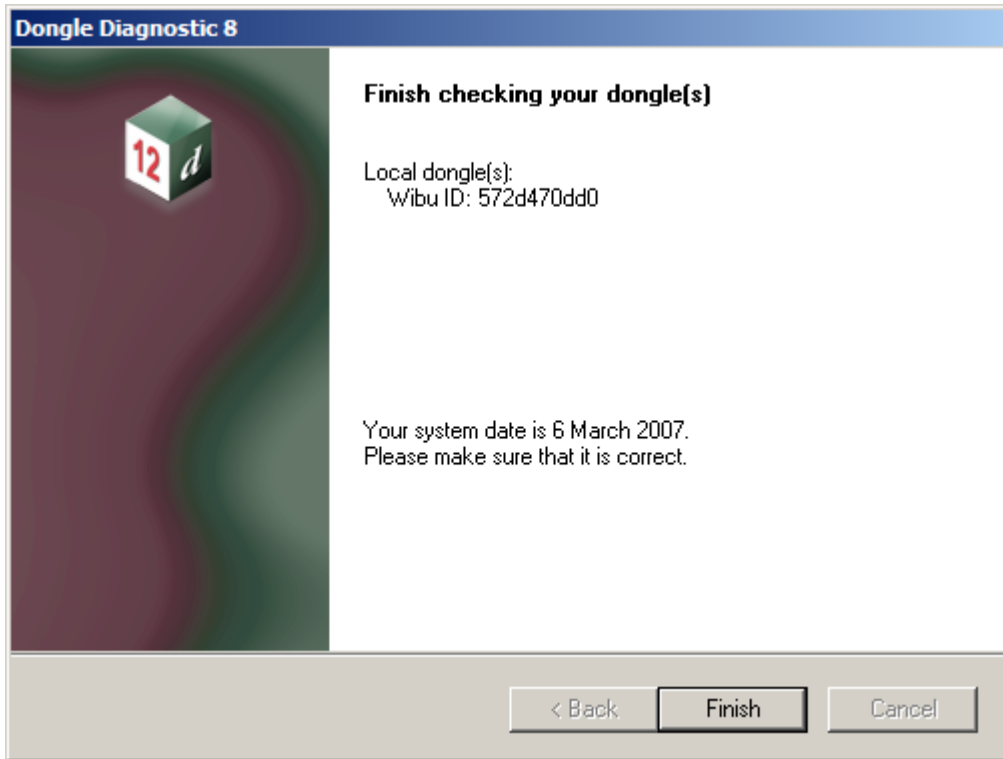 Dongle Diagnostic 8
12 d
Finish checking your dongle(s)
Local dongle(s):
Wibu ID: 572d470dd0
Your system date is 6 March 2007.
Please make sure that it is correct.
< Back
Finish
Cancel